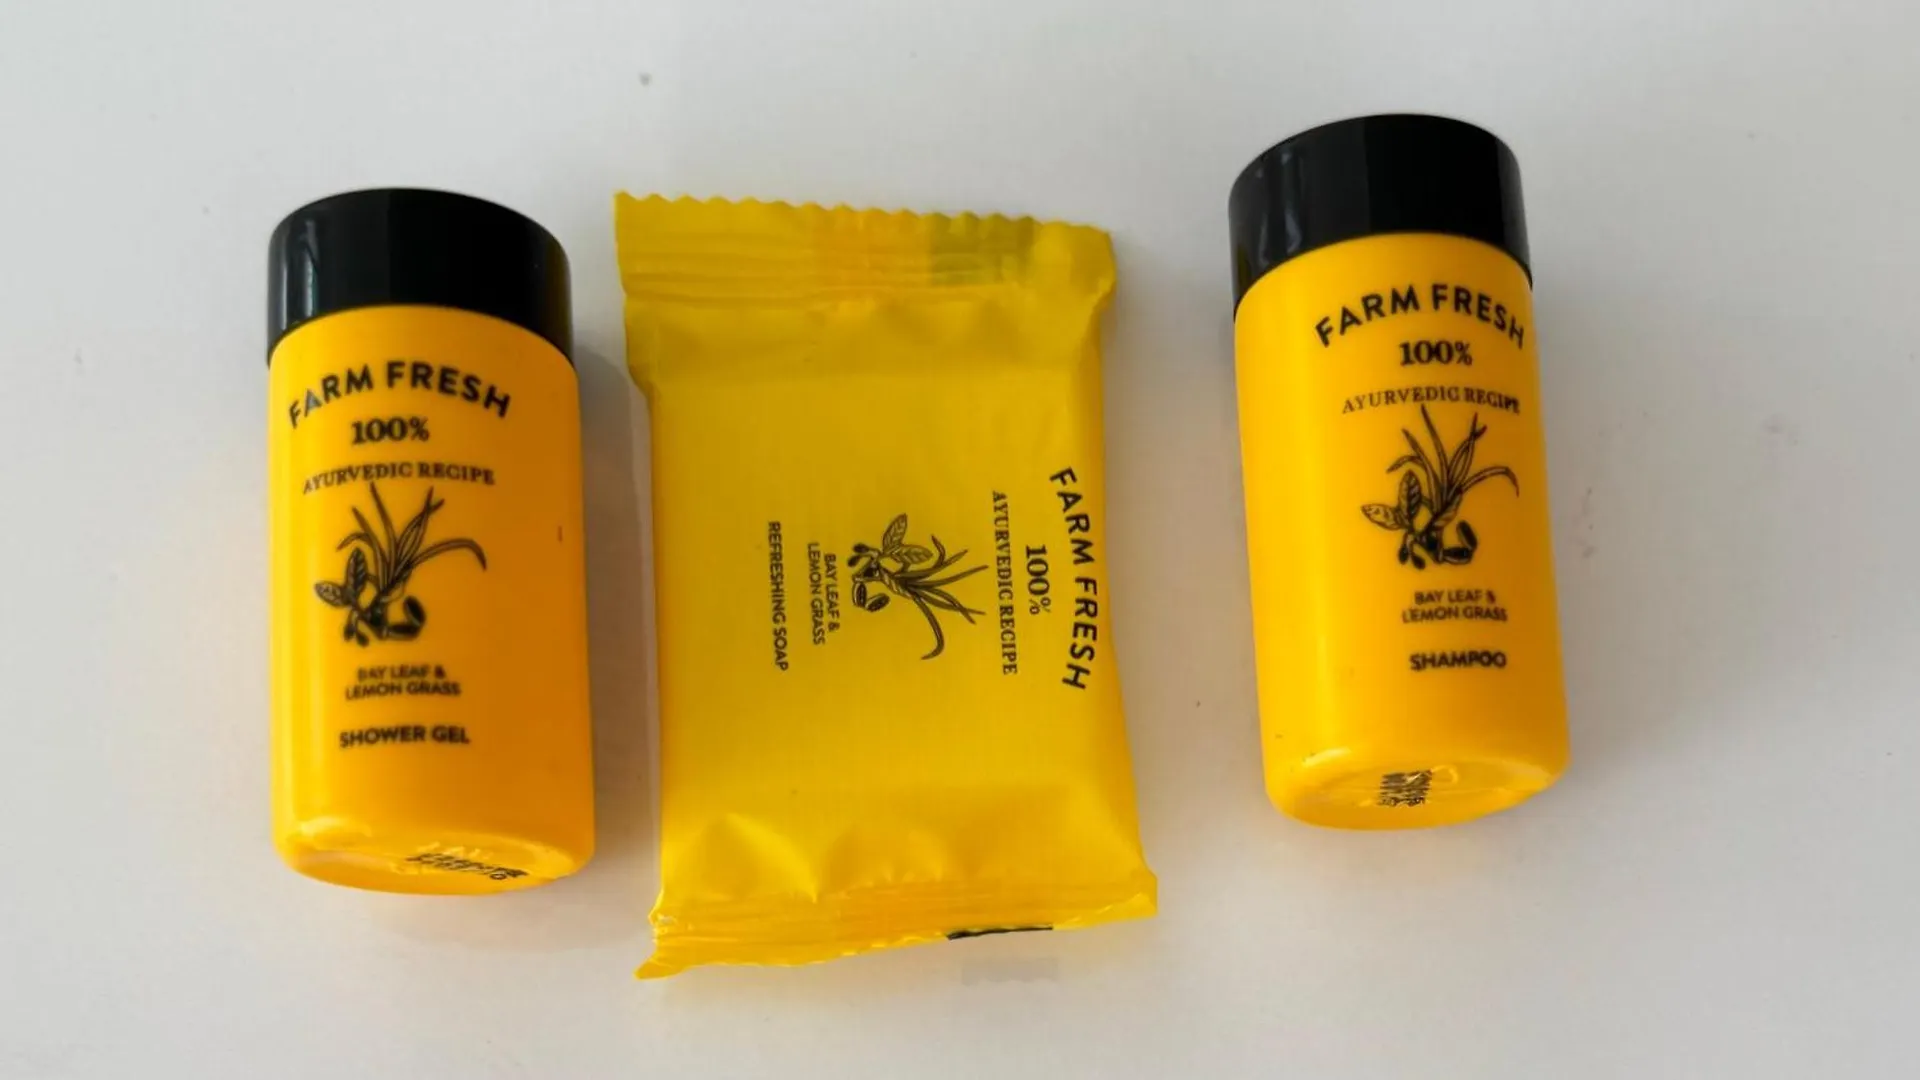 FARM FRESH
100%
AYURVEDIC RECIPE
BAY LEAF &
LEMON GRASS
SHOWER GEL
FARM FRESH
100%
AYURVEDIC RECIPE
BAY LEAF &
LEMON GRASS
REFRESHING SOAP
FARM FRESH
100%
AYURVEDIC RECIPE
BAY LEAF &
LEMON GRASS
SHAMPOO